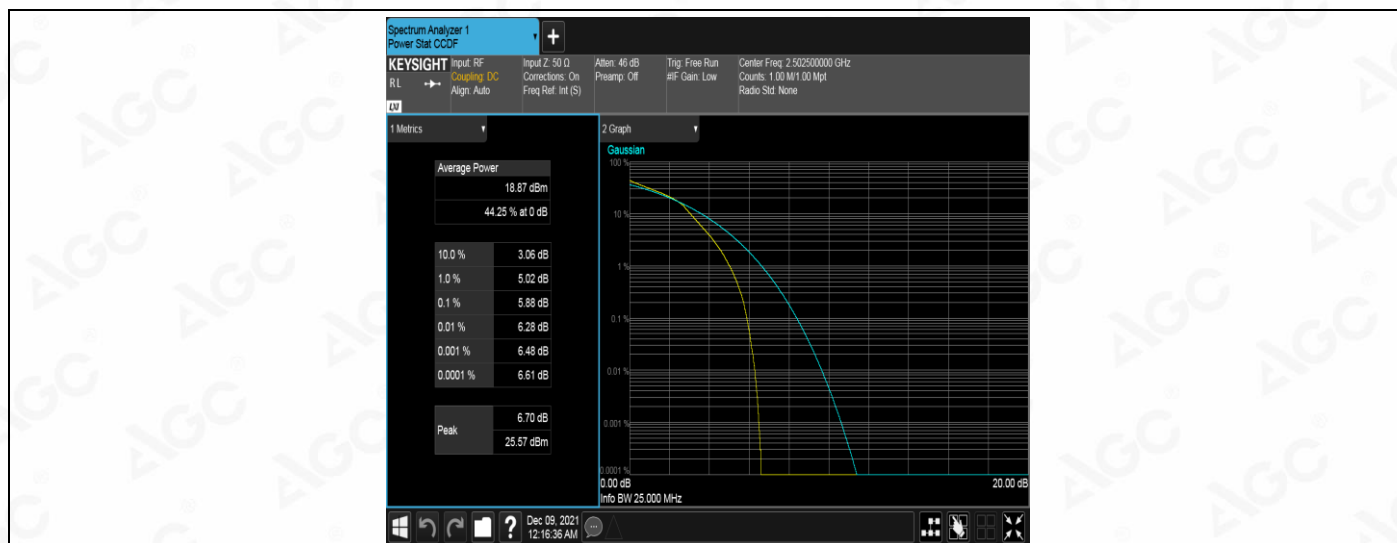 Spectrum Analyzer 1
Power Stat CCDF
+
KEYSIGHT
R L
LXI
Input: RF
Coupling: DC
Align: Auto
Input Z: 50 Ω
Corrections: On
Freq Ref: Int (S)
Atten: 46 dB
Preamp: Off
Trig: Free Run
#IF Gain: Low
Center Freq: 2.502500000 GHz
Counts: 1.00 M/1.00 Mpt
Radio Std: None
1 Metrics
Average Power
18.87 dBm
44.25 % at 0 dB
10.0 % 3.06 dB
1.0 % 5.02 dB
0.1 % 5.88 dB
0.01 % 6.28 dB
0.001 % 6.48 dB
0.0001 % 6.61 dB
Peak
6.70 dB
25.57 dBm
2 Graph
Gaussian
100 %
10 %
1 %
0.1 %
0.01 %
0.001 %
0.0001 %
0.00 dB 20.00 dB
Info BW 25.000 MHz
?
Dec 09, 2021
12:16:36 AM
AGC